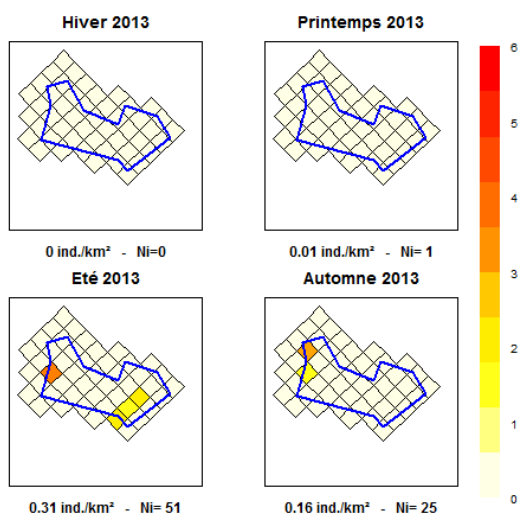 Hiver 2013
Printemps 2013
0 ind./km² - Ni=0
0.01 ind./km² - Ni= 1
Eté 2013
Automne 2013
0.31 ind./km² - Ni= 51
0.16 ind./km² - Ni= 25
6
5
4
3
2
1
0